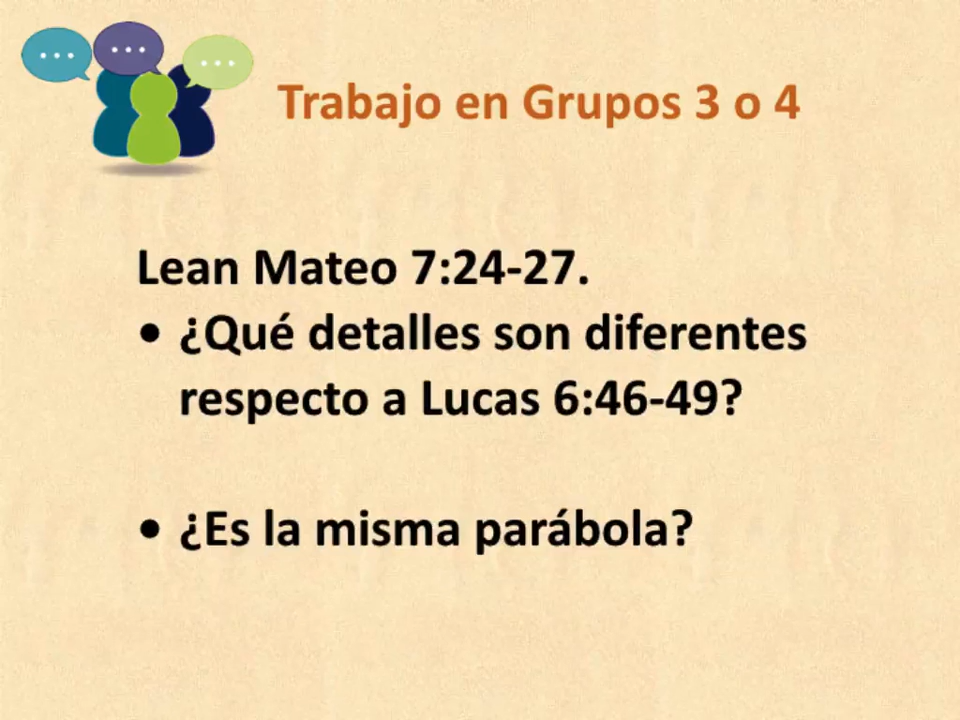 Trabajo en Grupos 3 o 4
Lean Mateo 7:24-27.
• ¿Qué detalles son diferentes
respecto a Lucas 6:46-49?
• ¿Es la misma parábola?